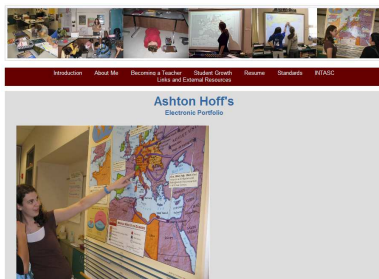 Introduction About Me Becoming a Teacher Student Growth Resume Standards INTASC
Links and External Resources
Ashton Hoff's
Electronic Portfolio